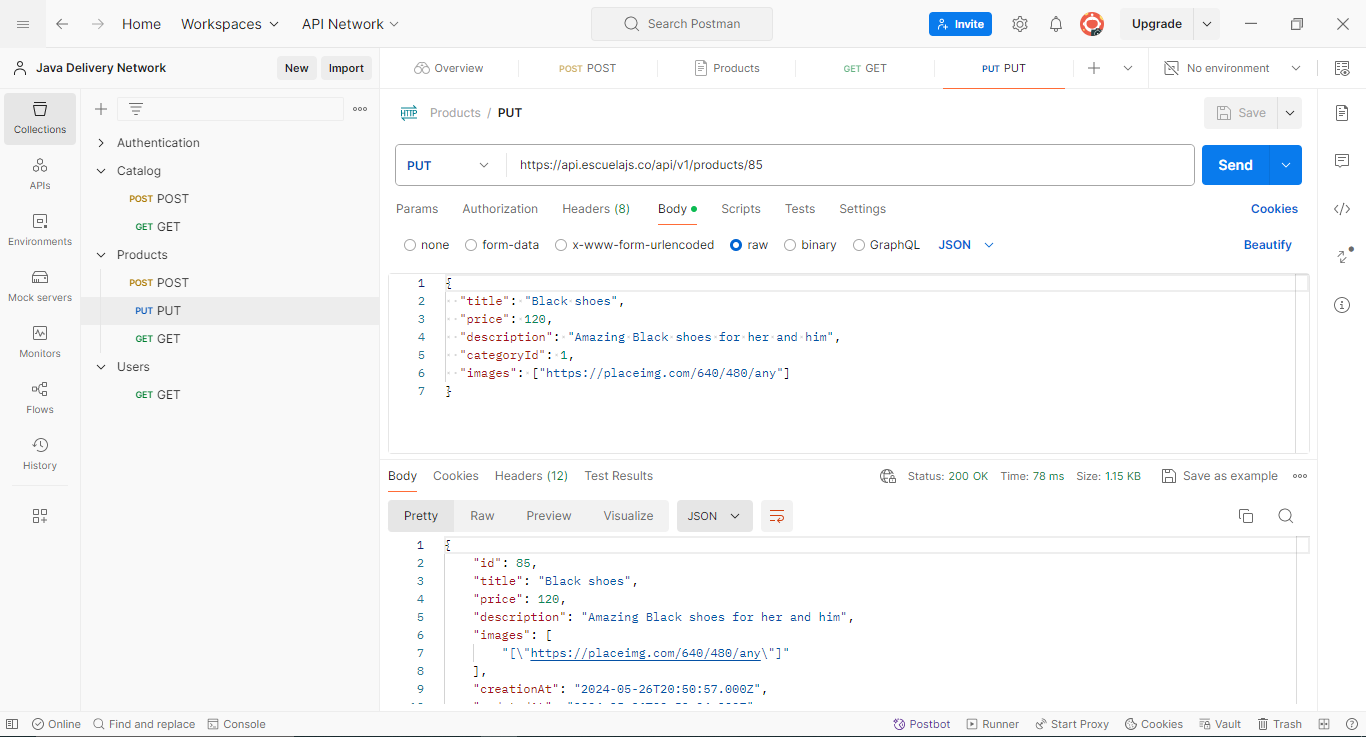 Home Workspaces API Network Search Postman Invite Upgrade
Java Delivery Network New Import Overview POST POST Products GET GET PUT PUT No environment
Collections
APIs
Environments
Mock servers
Monitors
Flows
History
Authentication
Catalog
POST POST
GET GET
Products
POST POST
PUT PUT
GET GET
Users
GET GET
HTTP Products / PUT Save
PUT https://api.escuelajs.co/api/v1/products/85 Send
Params Authorization Headers (8) Body Scripts Tests Settings Cookies
none form-data x-www-form-urlencoded raw binary GraphQL JSON Beautify
1 {
2 "title": "Black shoes",
3 "price": 120,
4 "description": "Amazing Black shoes for her and him",
5 "categoryId": 1,
6 "images": ["https://placeimg.com/640/480/any"]
7 }
Body Cookies Headers (12) Test Results Status: 200 OK Time: 78 ms Size: 1.15 KB Save as example
Pretty Raw Preview Visualize JSON
1 {
2 "id": 85,
3 "title": "Black shoes",
4 "price": 120,
5 "description": "Amazing Black shoes for her and him",
6 "images": [
7 "[\"https://placeimg.com/640/480/any\"]"
8 ],
9 "creationAt": "2024-05-26T20:50:57.000Z",
Online Find and replace Console Postbot Runner Start Proxy Cookies Vault Trash